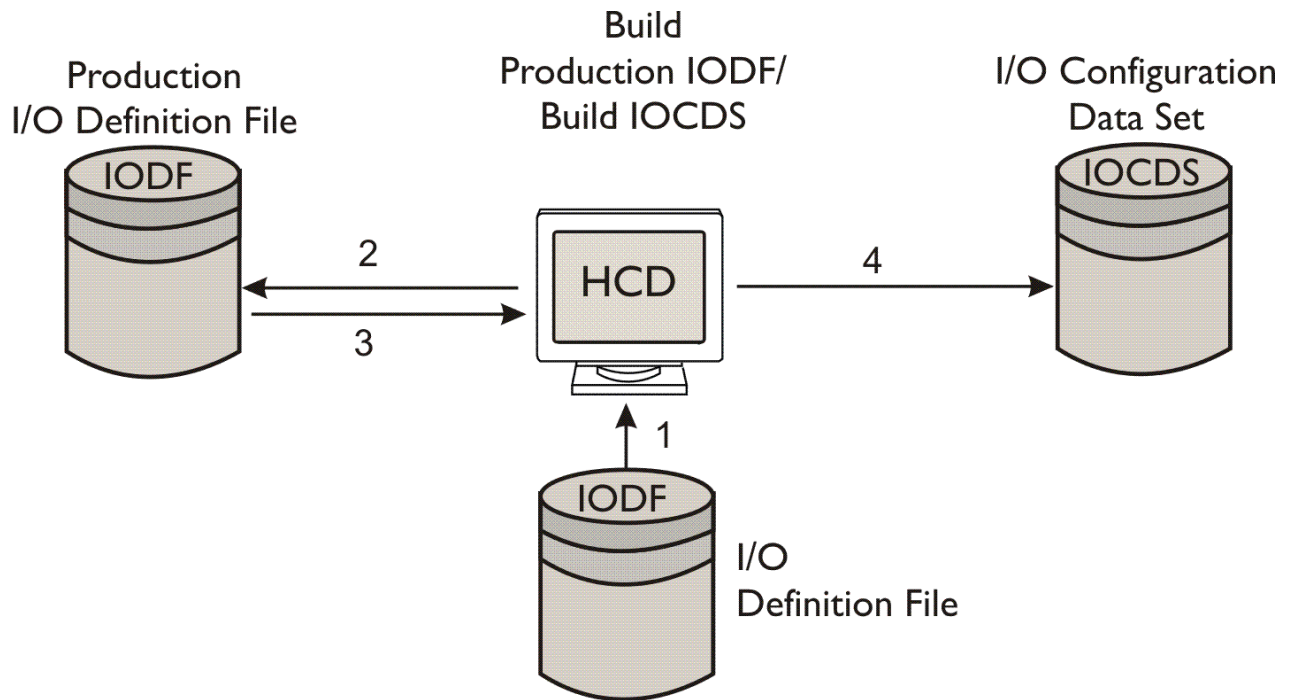 Build
Production IODF/
Build IOCDS
Production
I/O Definition File
I/O Configuration
Data Set
IODF
IOCDS
2
HCD
4
3
1
IODF
I/O
Definition File